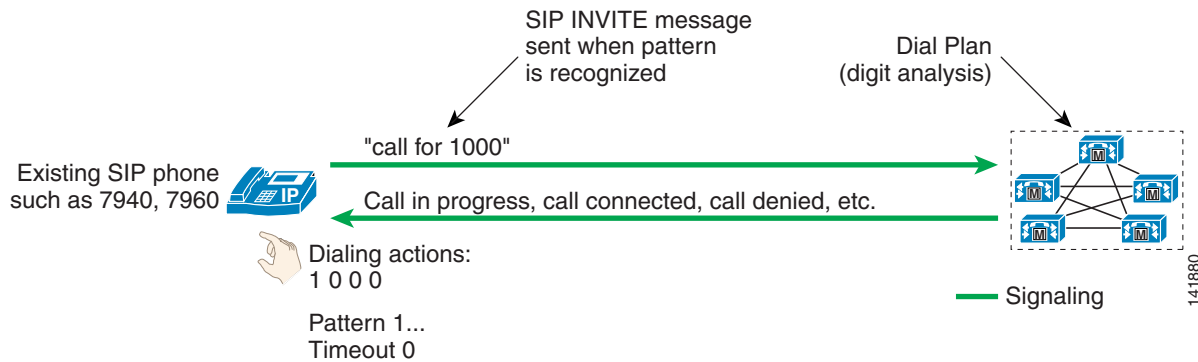 SIP INVITE message
sent when pattern
is recognized
Dial Plan
(digit analysis)
"call for 1000"
Existing SIP phone
such as 7940, 7960
IP
Call in progress, call connected, call denied, etc.
M
M
M
M
M
Dialing actions:
1 0 0 0
Pattern 1...
Timeout 0
Signaling
141880